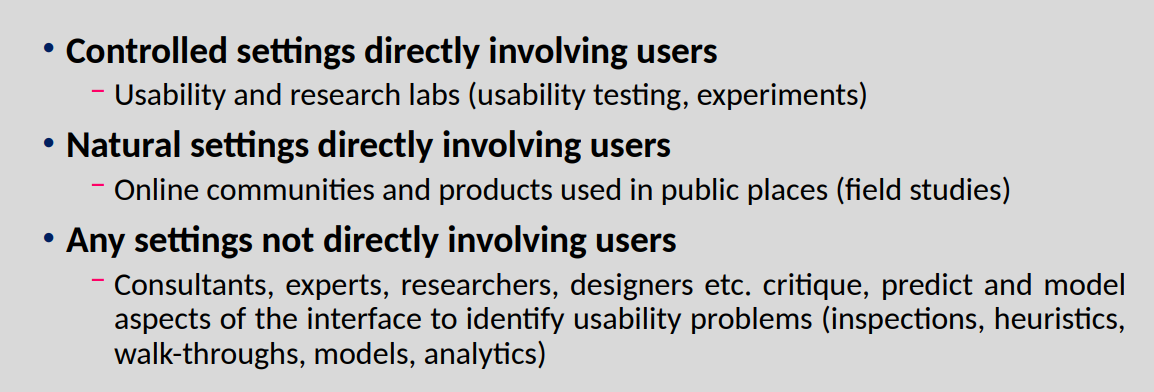 • Controlled settings directly involving users
– Usability and research labs (usability testing, experiments)
• Natural settings directly involving users
– Online communities and products used in public places (field studies)
• Any settings not directly involving users
– Consultants, experts, researchers, designers etc. critique, predict and model
aspects of the interface to identify usability problems (inspections, heuristics,
walk-throughs, models, analytics)